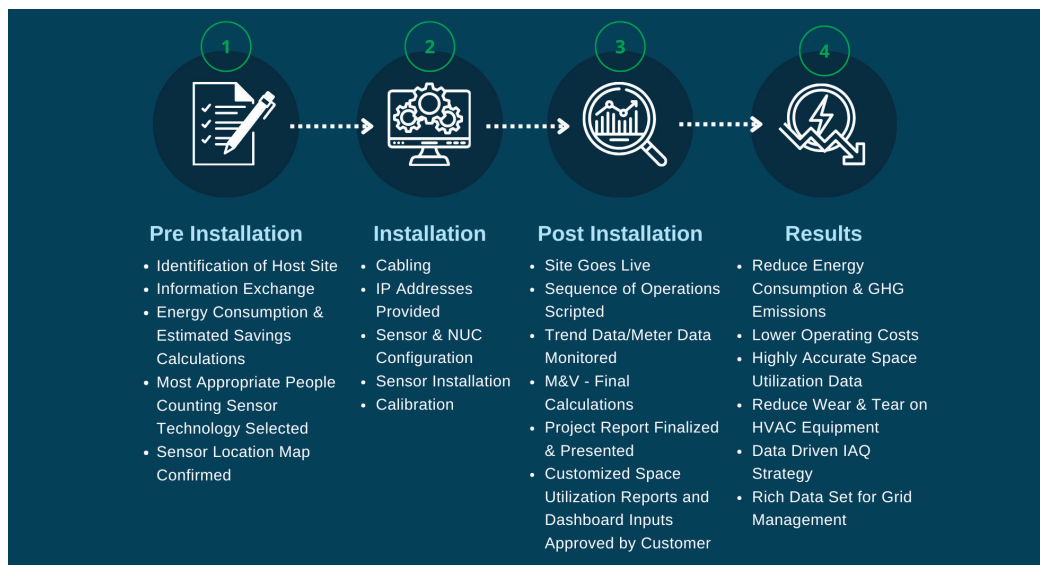 1
2
3
4
Pre Installation
• Identification of Host Site
• Information Exchange
• Energy Consumption &
Estimated Savings
Calculations
• Most Appropriate People
Counting Sensor
Technology Selected
• Sensor Location Map
Confirmed
Installation
• Cabling
• IP Addresses
Provided
• Sensor & NUC
Configuration
• Sensor Installation
• Calibration
Post Installation
• Site Goes Live
• Sequence of Operations
Scripted
• Trend Data/Meter Data
Monitored
• M&V - Final
Calculations
• Project Report Finalized
& Presented
• Customized Space
Utilization Reports and
Dashboard Inputs
Approved by Customer
Results
• Reduce Energy
Consumption & GHG
Emissions
• Lower Operating Costs
• Highly Accurate Space
Utilization Data
• Reduce Wear & Tear on
HVAC Equipment
• Data Driven IAQ
Strategy
• Rich Data Set for Grid
Management